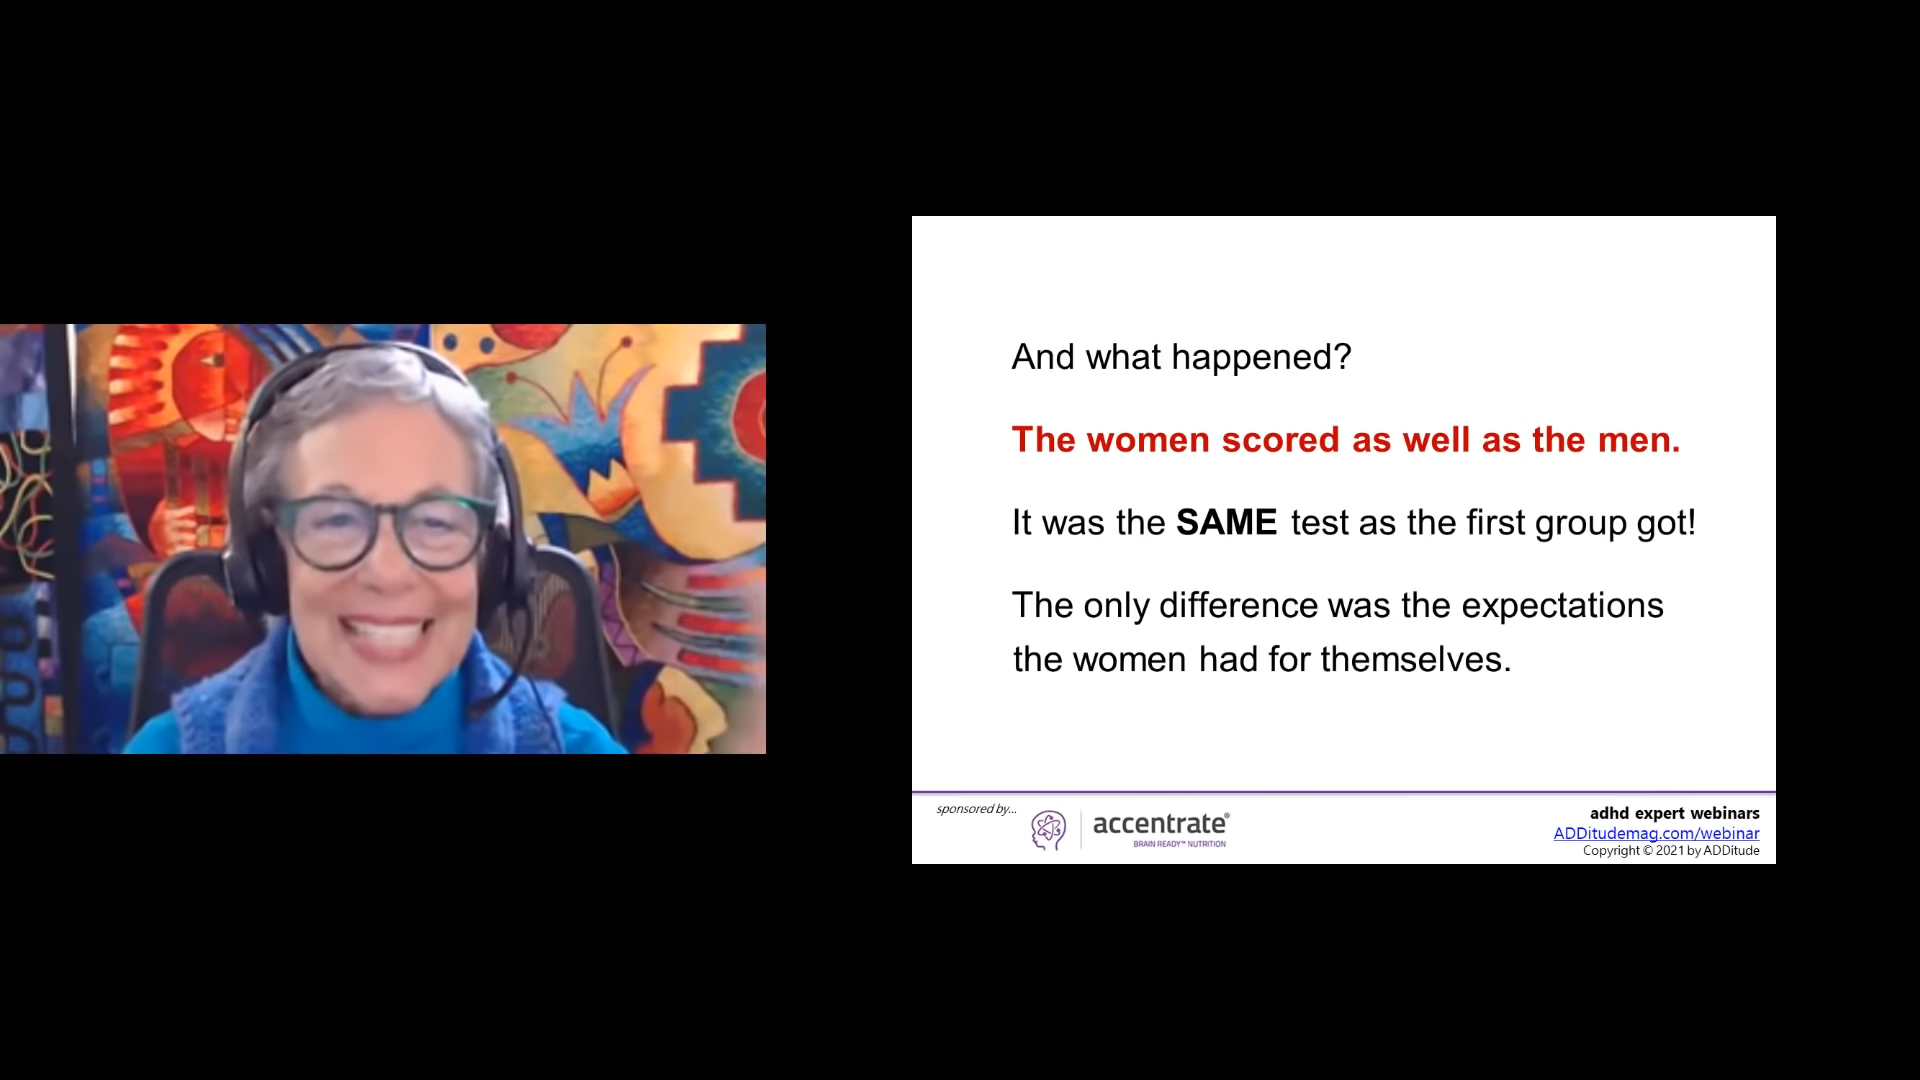 And what happened?
The women scored as well as the men.
It was the SAME test as the first group got!
The only difference was the expectations
the women had for themselves.
sponsored by...
accentrate®
BRAIN READY™ NUTRITION
adhd expert webinars
ADDitudemag.com/webinar
Copyright © 2021 by ADDitude